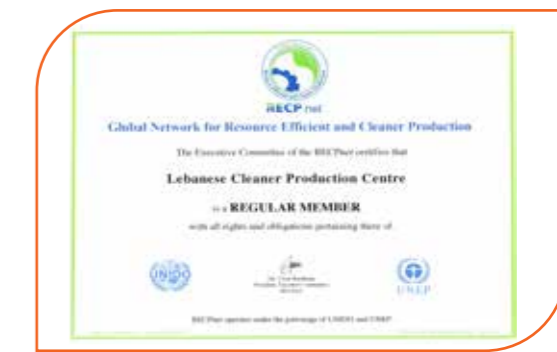 RECP net
Global Network for Resource Efficient and Cleaner Production
The Executive Committee of the RECPnet certifies that
Lebanese Cleaner Production Centre
is a REGULAR MEMBER
with all rights and obligations pertaining there of
UNIDO
UNEP
RECPnet operates under the patronage of UNIDO and UNEP